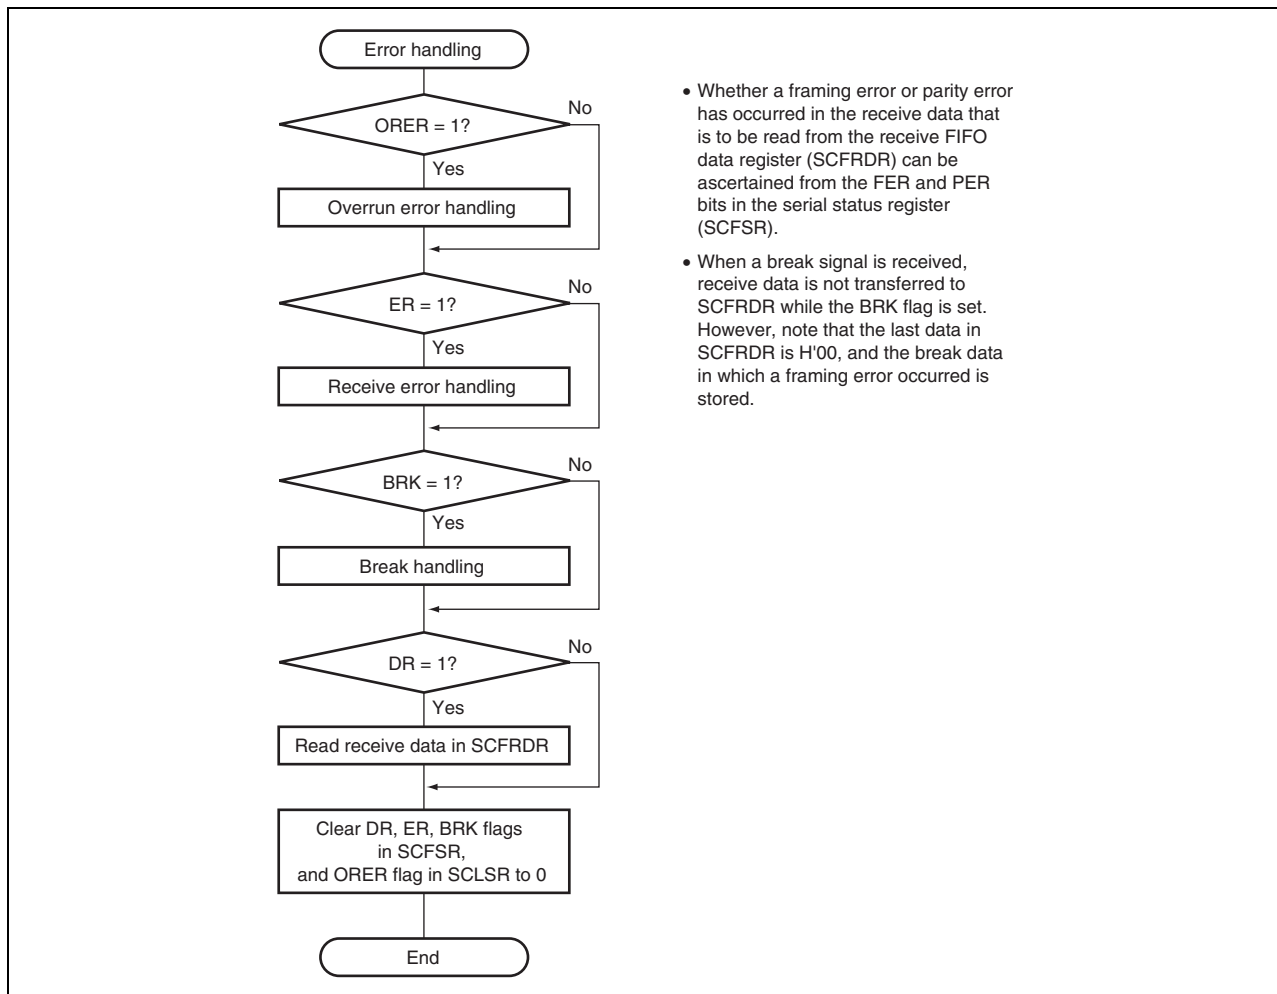 Error handling
No
ORER = 1?
Yes
Overrun error handling
No
ER = 1?
Yes
Receive error handling
No
BRK = 1?
Yes
Break handling
No
DR = 1?
Yes
Read receive data in SCFRDR
Clear DR, ER, BRK flags
in SCFSR,
and ORER flag in SCLSR to 0
End
• Whether a framing error or parity error
has occurred in the receive data that
is to be read from the receive FIFO
data register (SCFRDR) can be
ascertained from the FER and PER
bits in the serial status register
(SCFSR).
• When a break signal is received,
receive data is not transferred to
SCFRDR while the BRK flag is set.
However, note that the last data in
SCFRDR is H'00, and the break data
in which a framing error occurred is
stored.